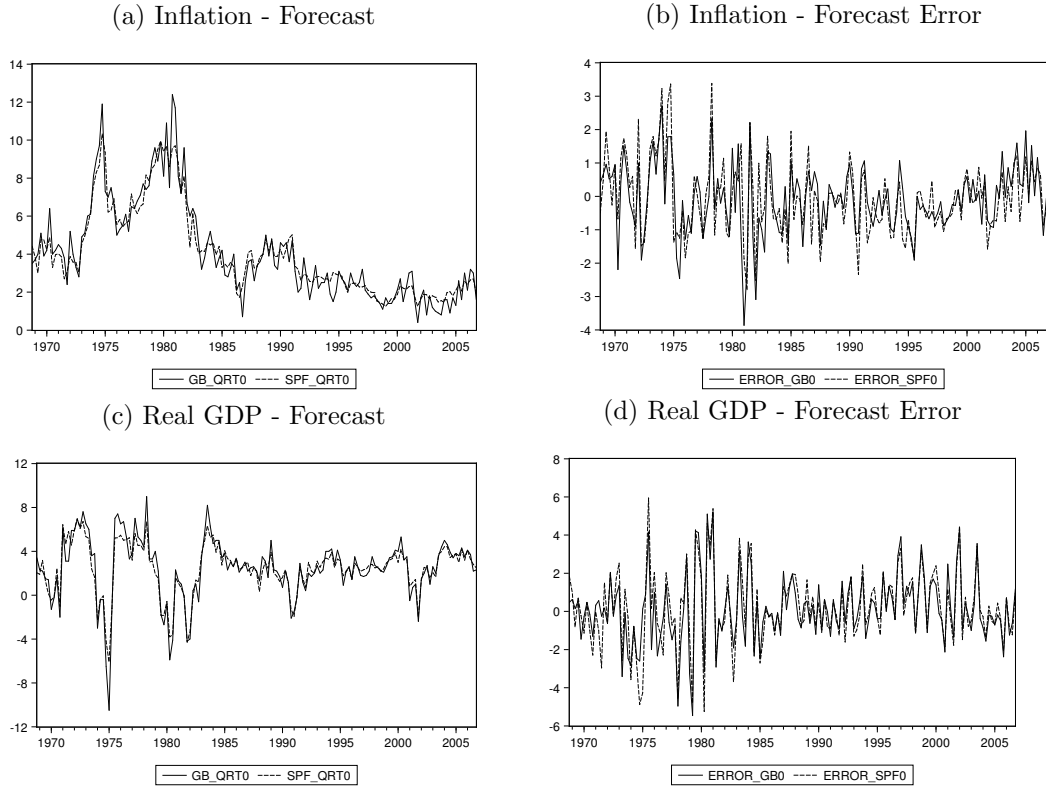 (a) Inflation - Forecast
14
12
10
8
6
4
2
0
1970 1975 1980 1985 1990 1995 2000 2005
GB_QRT0 SPF_QRT0
(b) Inflation - Forecast Error
4
3
2
1
0
-1
-2
-3
-4
1970 1975 1980 1985 1990 1995 2000 2005
ERROR_GB0 ERROR_SPF0
(c) Real GDP - Forecast
12
8
4
0
-4
-8
-12
1970 1975 1980 1985 1990 1995 2000 2005
GB_QRT0 SPF_QRT0
(d) Real GDP - Forecast Error
8
6
4
2
0
-2
-4
-6
1970 1975 1980 1985 1990 1995 2000 2005
ERROR_GB0 ERROR_SPF0